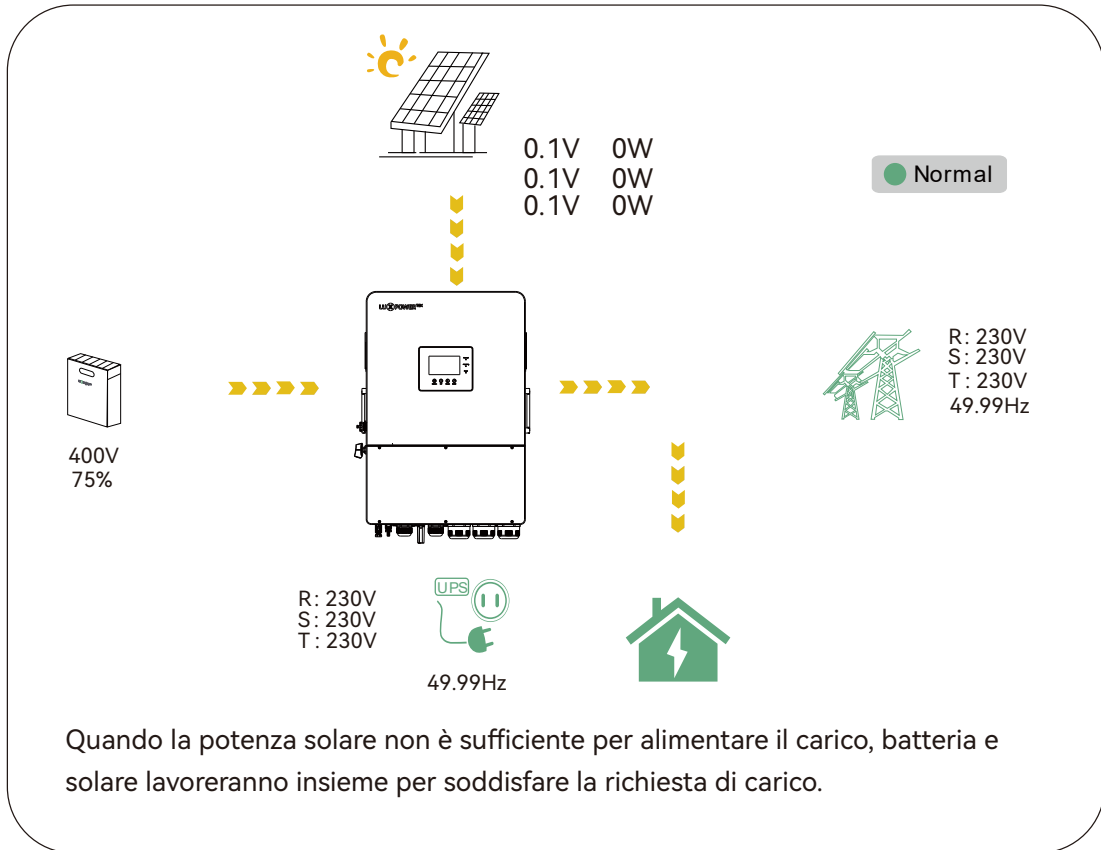 0.1V 0W
0.1V 0W
0.1V 0W
Normal
LUXPOWER
R: 230V
S: 230V
T: 230V
49.99Hz
400V
75%
R: 230V
S: 230V
T: 230V
UPS
49.99Hz
Quando la potenza solare non è sufficiente per alimentare il carico, batteria e
solare lavoreranno insieme per soddisfare la richiesta di carico.